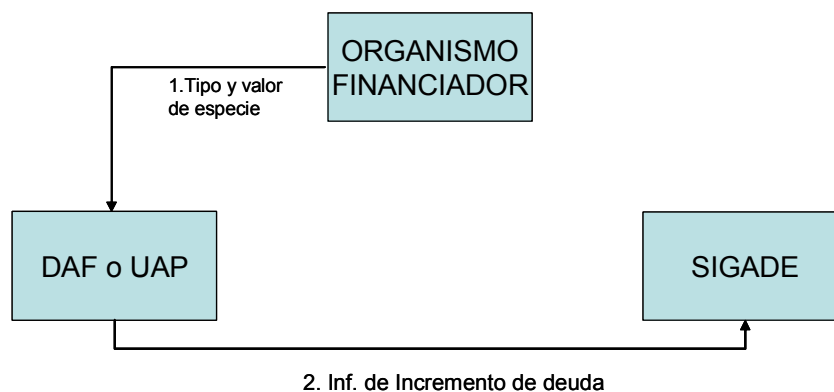 ORGANISMO
FINANCIADOR
1.Tipo y valor
de especie
DAF o UAP
SIGADE
2. Inf. de Incremento de deuda